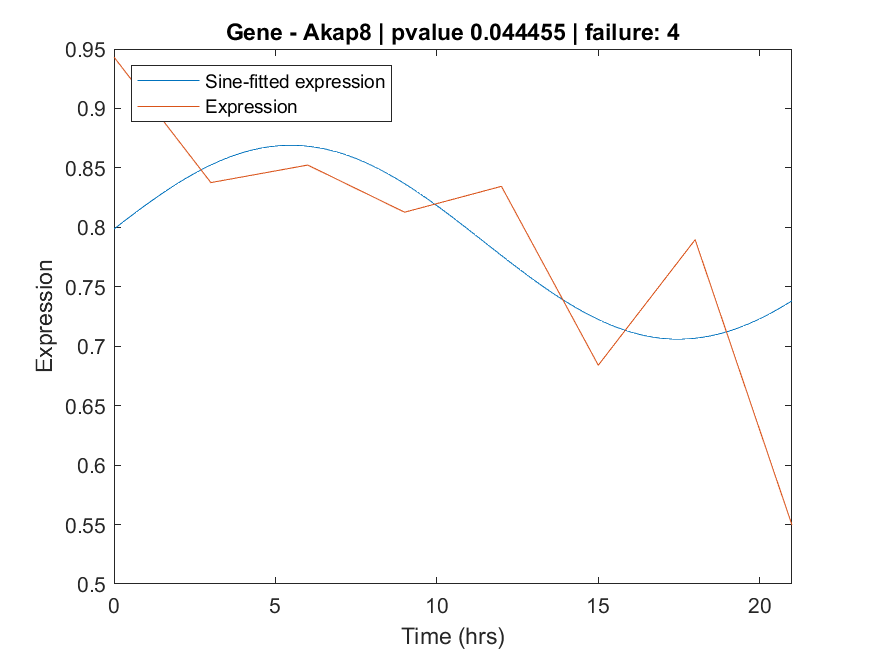 Gene - Akap8 | pvalue 0.044455 | failure: 4
Sine-fitted expression
Expression
0.95
0.9
0.85
0.8
0.75
0.7
0.65
0.6
0.55
0.5
Expression
0 5 10 15 20
Time (hrs)